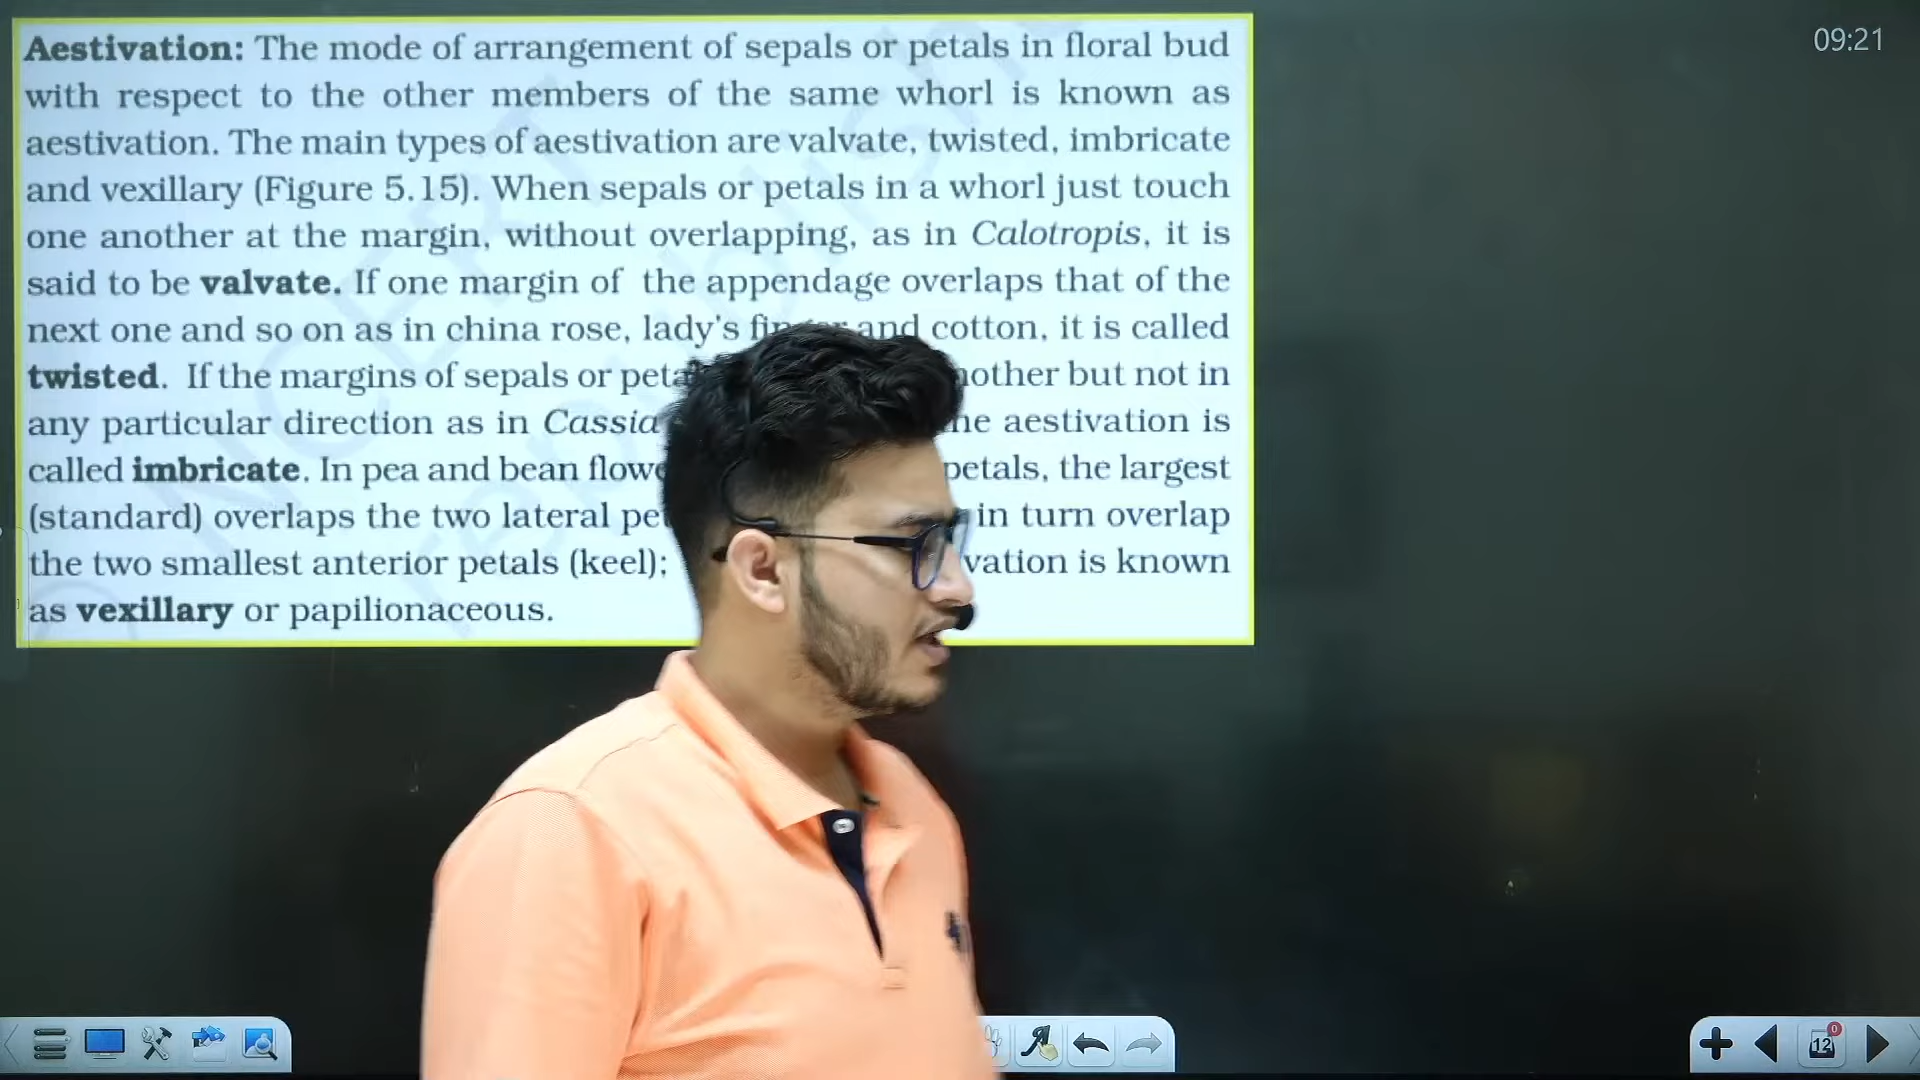 Aestivation: The mode of arrangement of sepals or petals in floral bud
with respect to the other members of the same whorl is known as
aestivation. The main types of aestivation are valvate, twisted, imbricate
and vexillary (Figure 5.15). When sepals or petals in a whorl just touch
one another at the margin, without overlapping, as in Calotropis, it is
said to be valvate. If one margin of the appendage overlaps that of the
next one and so on as in china rose, lady's and cotton, it is called
twisted. If the margins of sepals or but not in
any particular direction as in Cassia aestivation is
called imbricate. In pea and bean petals, the largest
(standard) overlaps the two lateral in turn overlap
the two smallest anterior petals (keel); is known
as vexillary or papilionaceous.
09:21
12
0